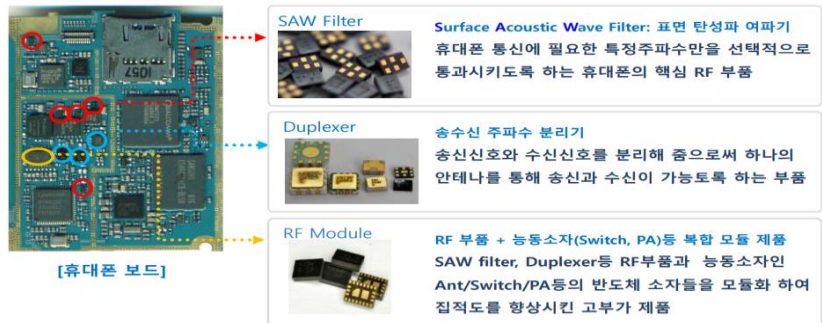 SAW Filter
Surface Acoustic Wave Filter: 표면 탄성파 여파기
휴대폰 통신에 필요한 특정주파수만을 선택적으로
통과시키도록 하는 휴대폰의 핵심 RF 부품
Duplexer
송수신 주파수 분리기
송신신호와 수신신호를 분리해 줌으로써 하나의
안테나를 통해 송신과 수신이 가능토록 하는 부품
RF Module
RF 부품 + 능동소자(Switch, PA)등 복합 모듈 제품
SAW filter, Duplexer등 RF부품과 능동소자인
Ant/Switch/PA등의 반도체 소자들을 모듈화 하여
집적도를 향상시킨 고부가 제품
[휴대폰 보드]